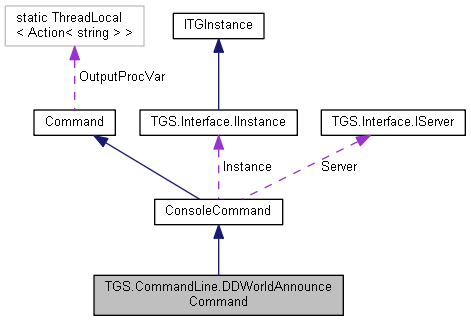 static ThreadLocal
< Action< string > >
ITGInstance
OutputProcVar
Command
TGS.Interface.IInstance
TGS.Interface.IServer
Instance
Server
ConsoleCommand
TGS.CommandLine.DDWorldAnnounce
Command